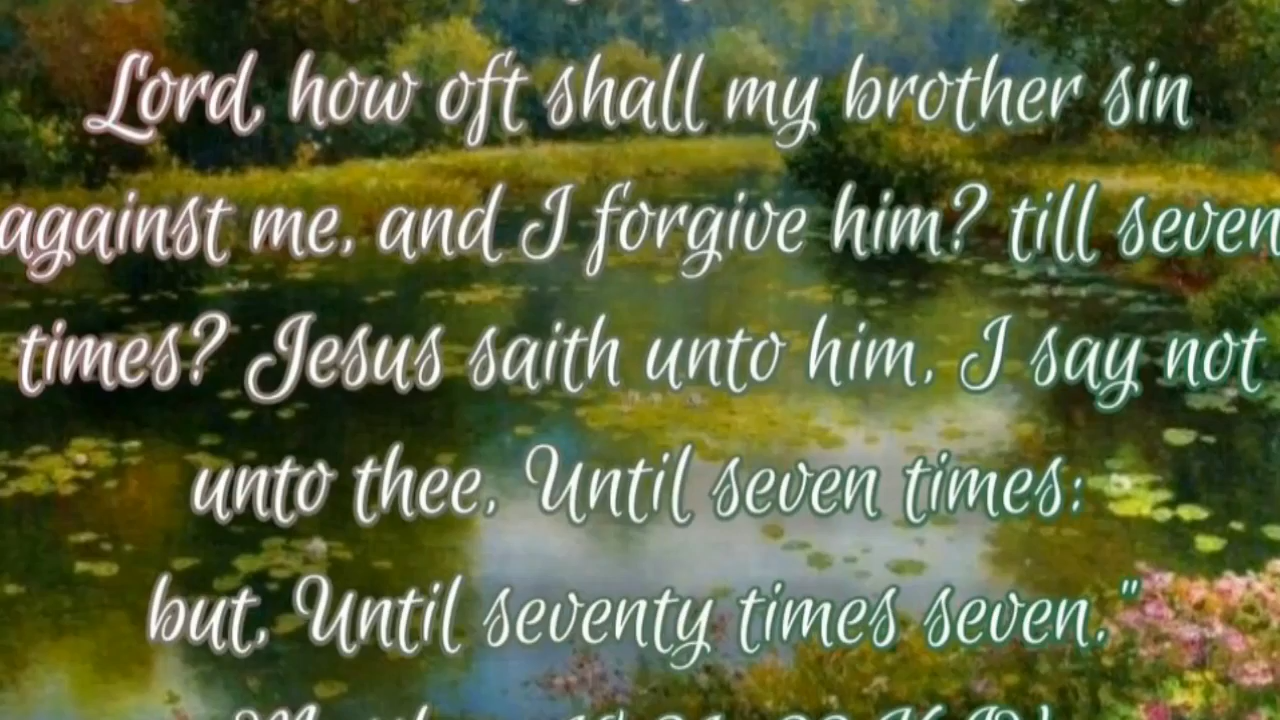 Lord, how oft shall my brother sin
against me, and I forgive him? till seven
times? Jesus saith unto him, I say not
unto thee, Until seven times:
but, Until seventy times seven."